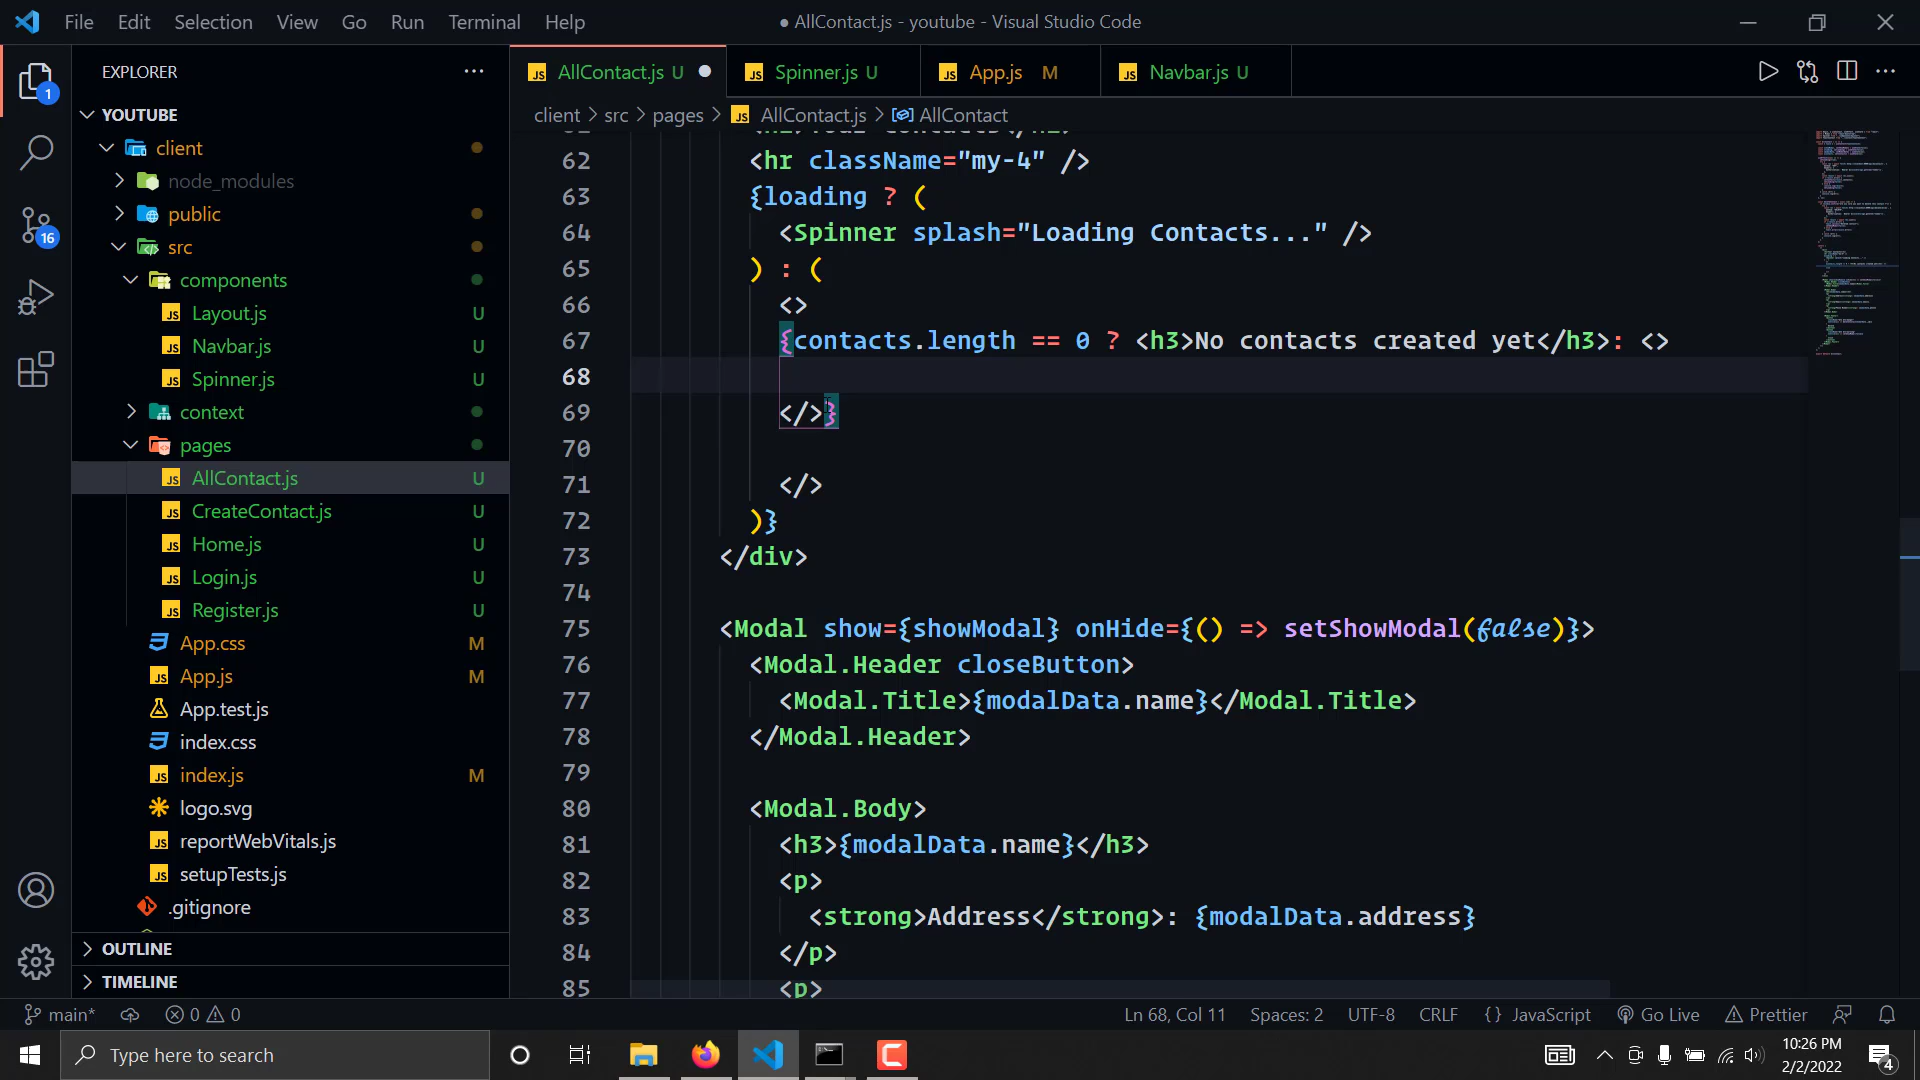 File Edit Selection View Go Run Terminal Help
● AllContact.js - youtube - Visual Studio Code
EXPLORER
AllContact.js U
Spinner.js U
App.js M
Navbar.js U
client > src > pages > AllContact.js > AllContact
YOUTUBE
client
node_modules
public
src
components
Layout.js U
Navbar.js U
Spinner.js U
context
pages
AllContact.js U
CreateContact.js U
Home.js U
Login.js U
Register.js U
App.css M
App.js M
App.test.js
index.css
index.js M
logo.svg
reportWebVitals.js
setupTests.js
.gitignore
OUTLINE
TIMELINE
1
16
62 <hr className="my-4" />
63 {loading ? (
64 <Spinner splash="Loading Contacts..." />
65 ) : (
66 <>
67 {contacts.length == 0 ? <h3>No contacts created yet</h3>: <>
68
69 </>}
70
71 </>
72 )}
73 </div>
74
75 <Modal show={showModal} onHide={() => setShowModal(false)}>
76 <Modal.Header closeButton>
77 <Modal.Title>{modalData.name}</Modal.Title>
78 </Modal.Header>
79
80 <Modal.Body>
81 <h3>{modalData.name}</h3>
82 <p>
83 <strong>Address</strong>: {modalData.address}
84 </p>
85 <p>
main* 0 0
Ln 68, Col 11 Spaces: 2 UTF-8 CRLF {} JavaScript Go Live Prettier
Type here to search
10:26 PM
2/2/2022
4